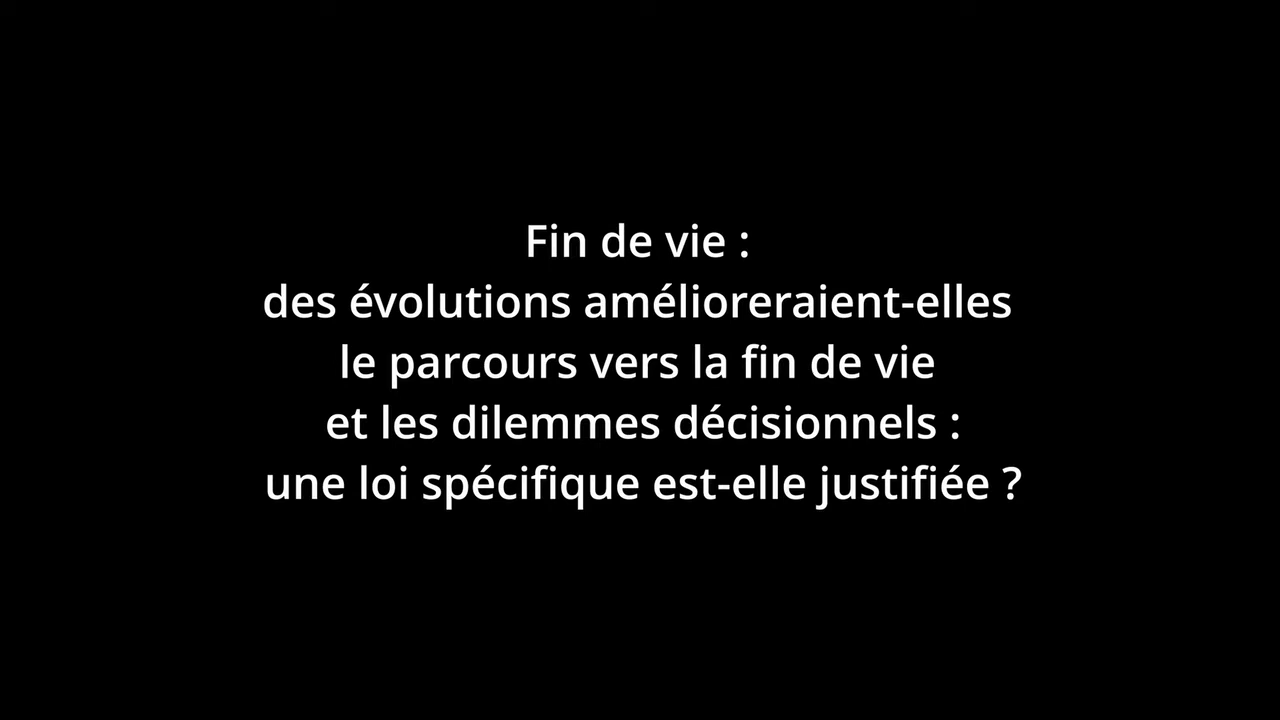 Fin de vie :
des évolutions amélioreraient-elles
le parcours vers la fin de vie
et les dilemmes décisionnels :
une loi spécifique est-elle justifiée ?